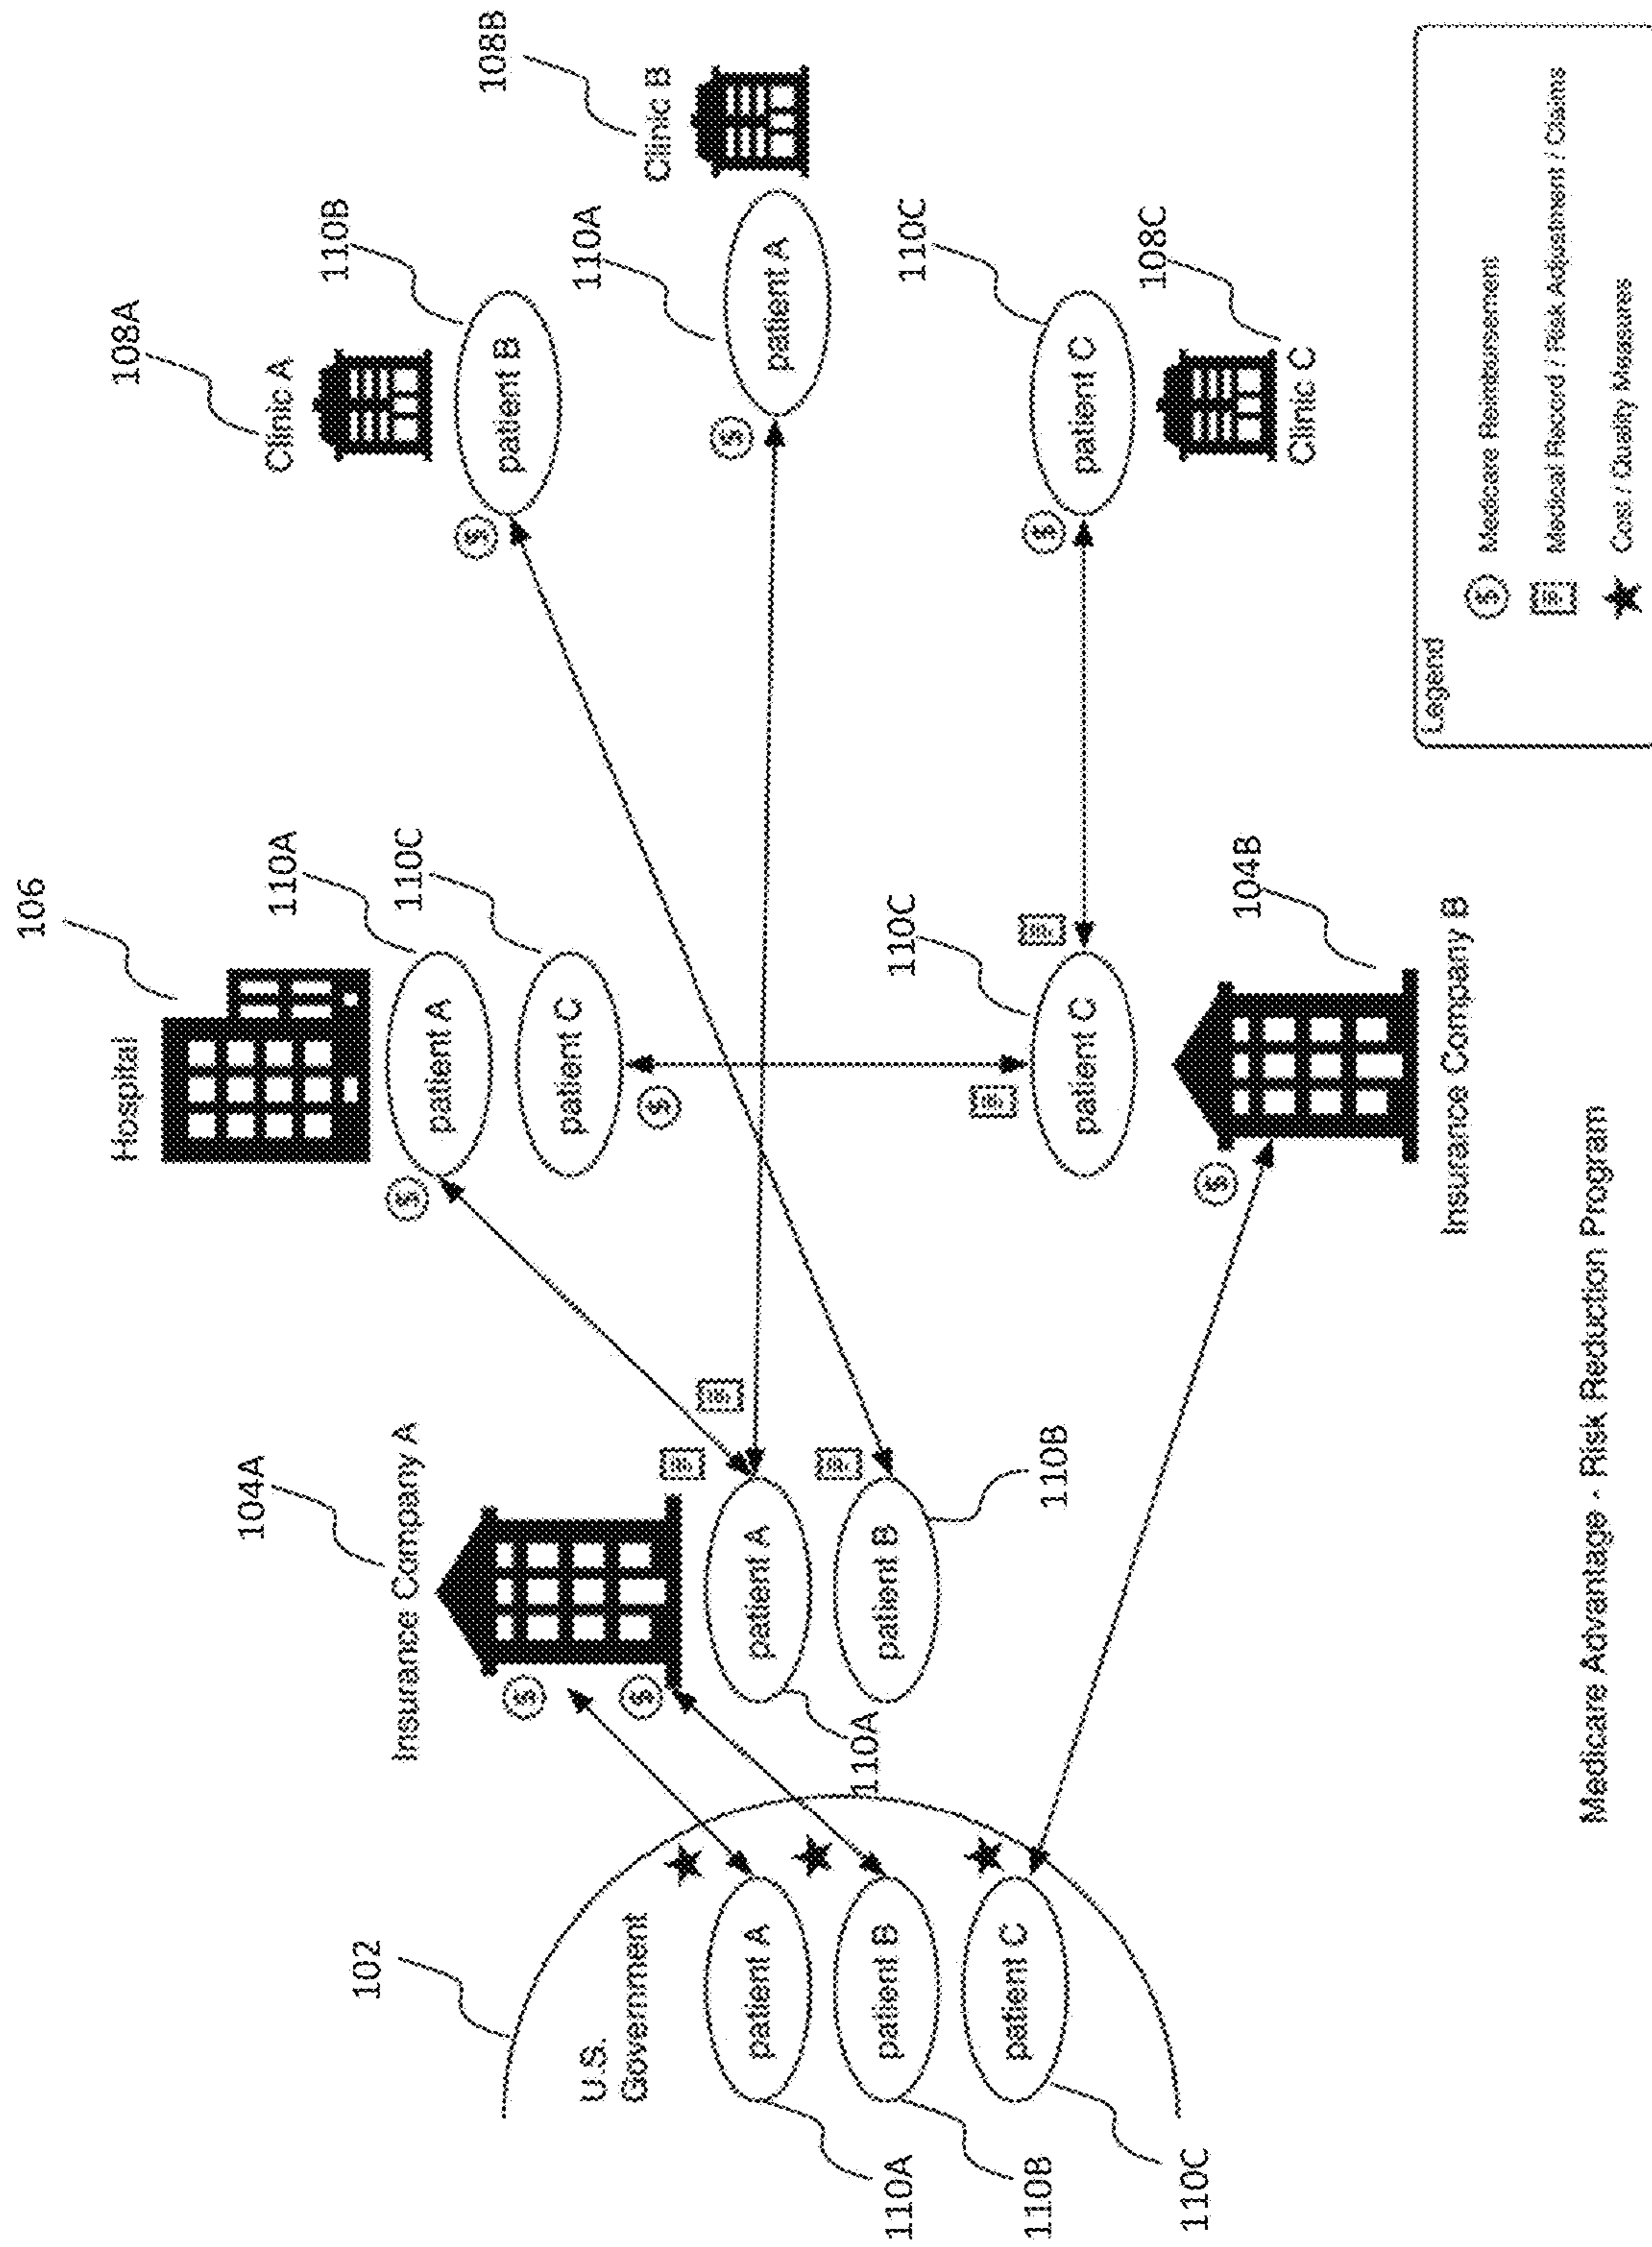 106
Hospital
110A
patient A
110C
patient C
108A
Clinic A
110B
patient B
108B
Clinic B
110A
patient A
104A
Insurance Company A
patient A
110A
patient B
110B
102
U.S.
Government
patient A
110A
patient B
110B
patient C
110C
110C
patient C
104B
Insurance Company B
110C
patient C
108C
Clinic C
$
$
$
$
$
$
$
$
Legend
$ Medicare Reimbursement
Medical Record / Risk Adjustment / Claims
Cost / Quality Measures
Medicare Advantage - Risk Reduction Program